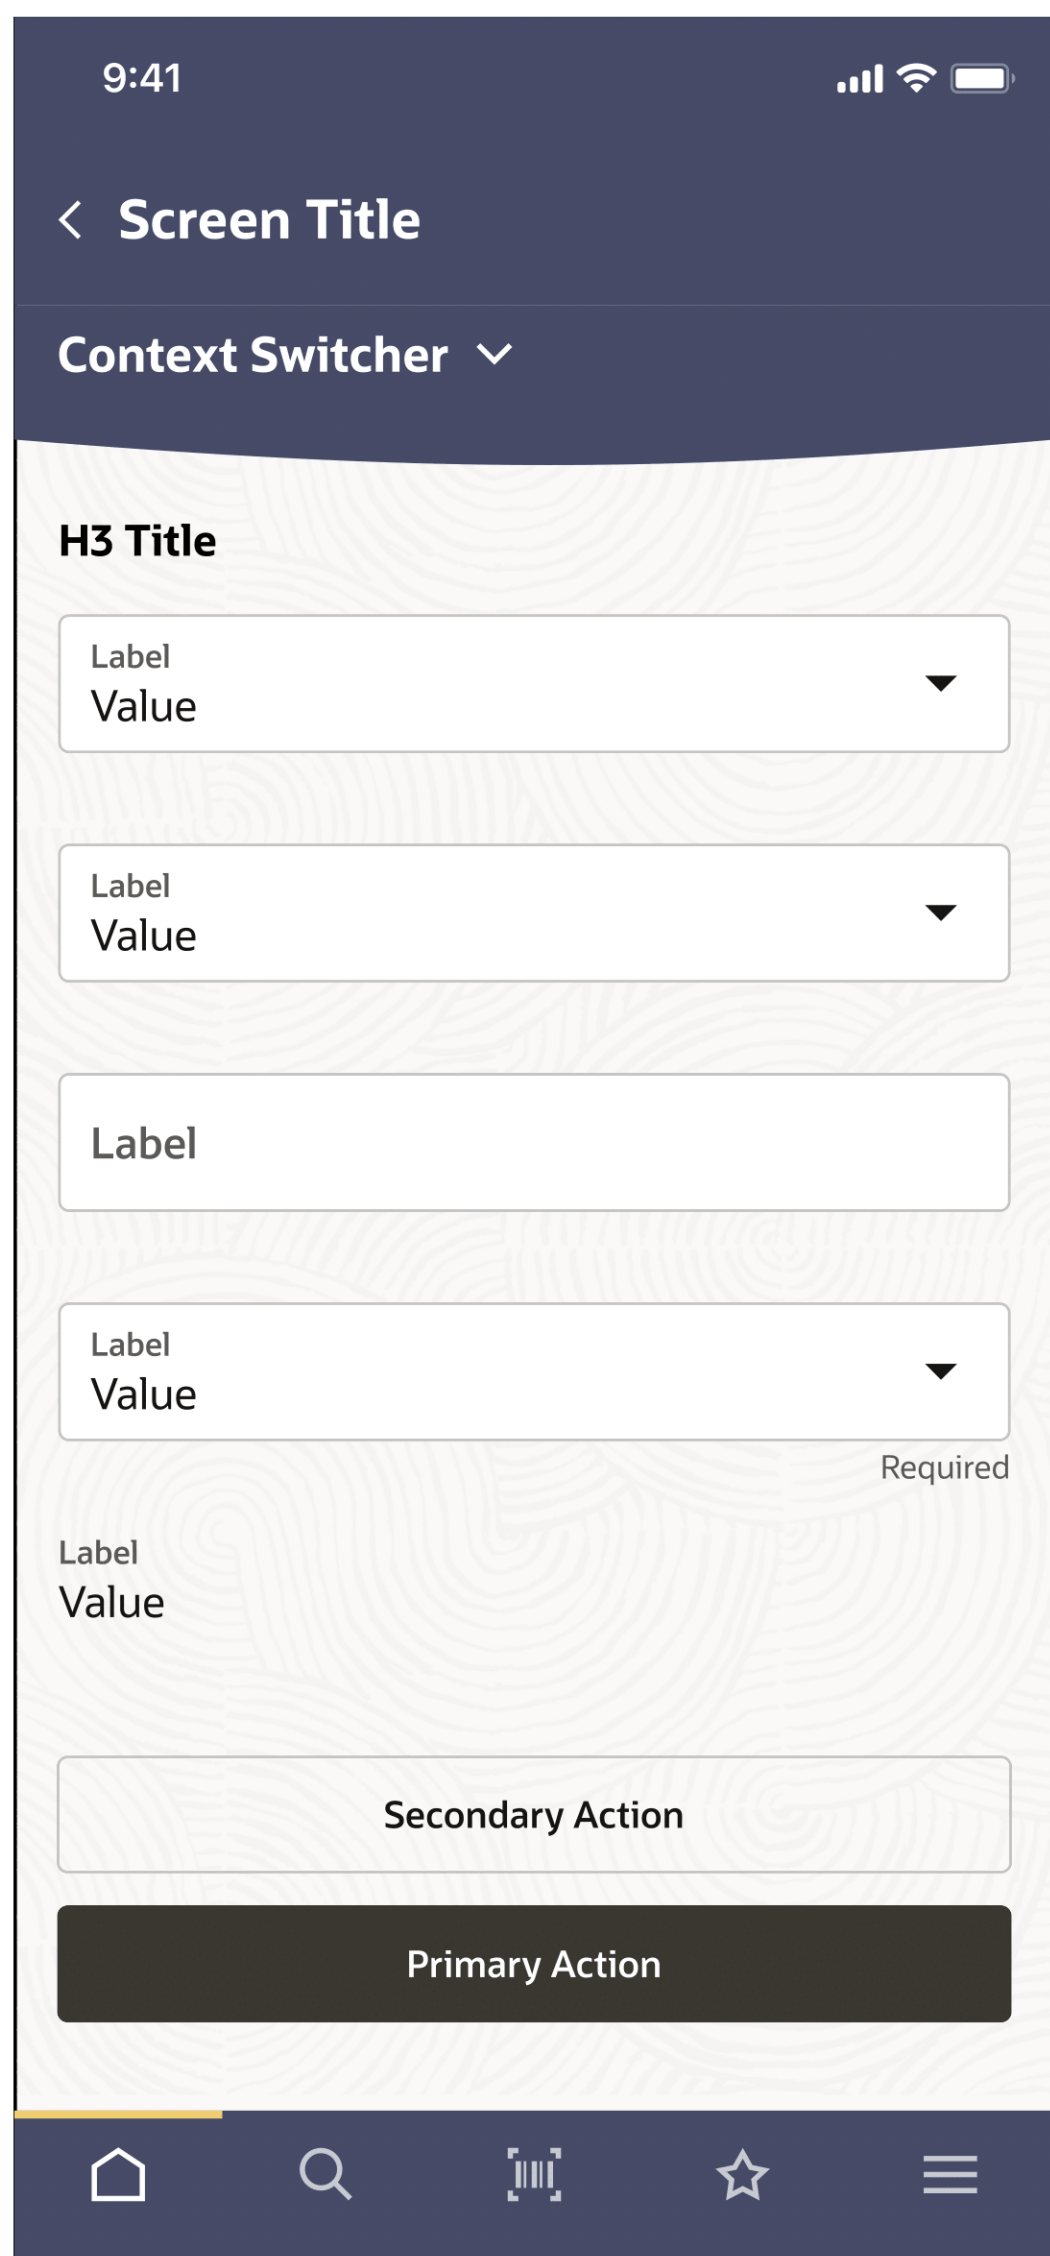 9:41
Screen Title
Context Switcher
H3 Title
Label
Value
Label
Value
Label
Label
Value
Required
Label
Value
Secondary Action
Primary Action